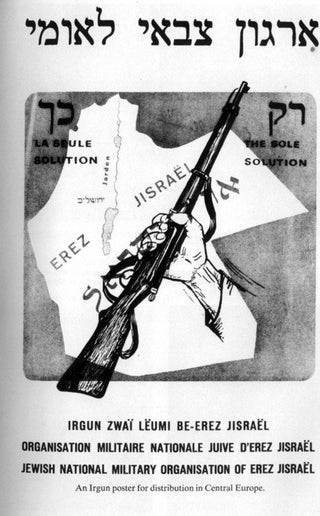 ארגון צבאי לאומי
רק כך
LA SEULE
SOLUTION
THE SOLE
SOLUTION
Jarden
ירושלים
EREZ JISRAËL
IRGUN ZWAÏ LËUMI BE-EREZ JISRAËL
ORGANISATION MILITAIRE NATIONALE JUIVE D'EREZ JISRAËL
JEWISH NATIONAL MILITARY ORGANISATION OF EREZ JISRAËL
An Irgun poster for distribution in Central Europe.